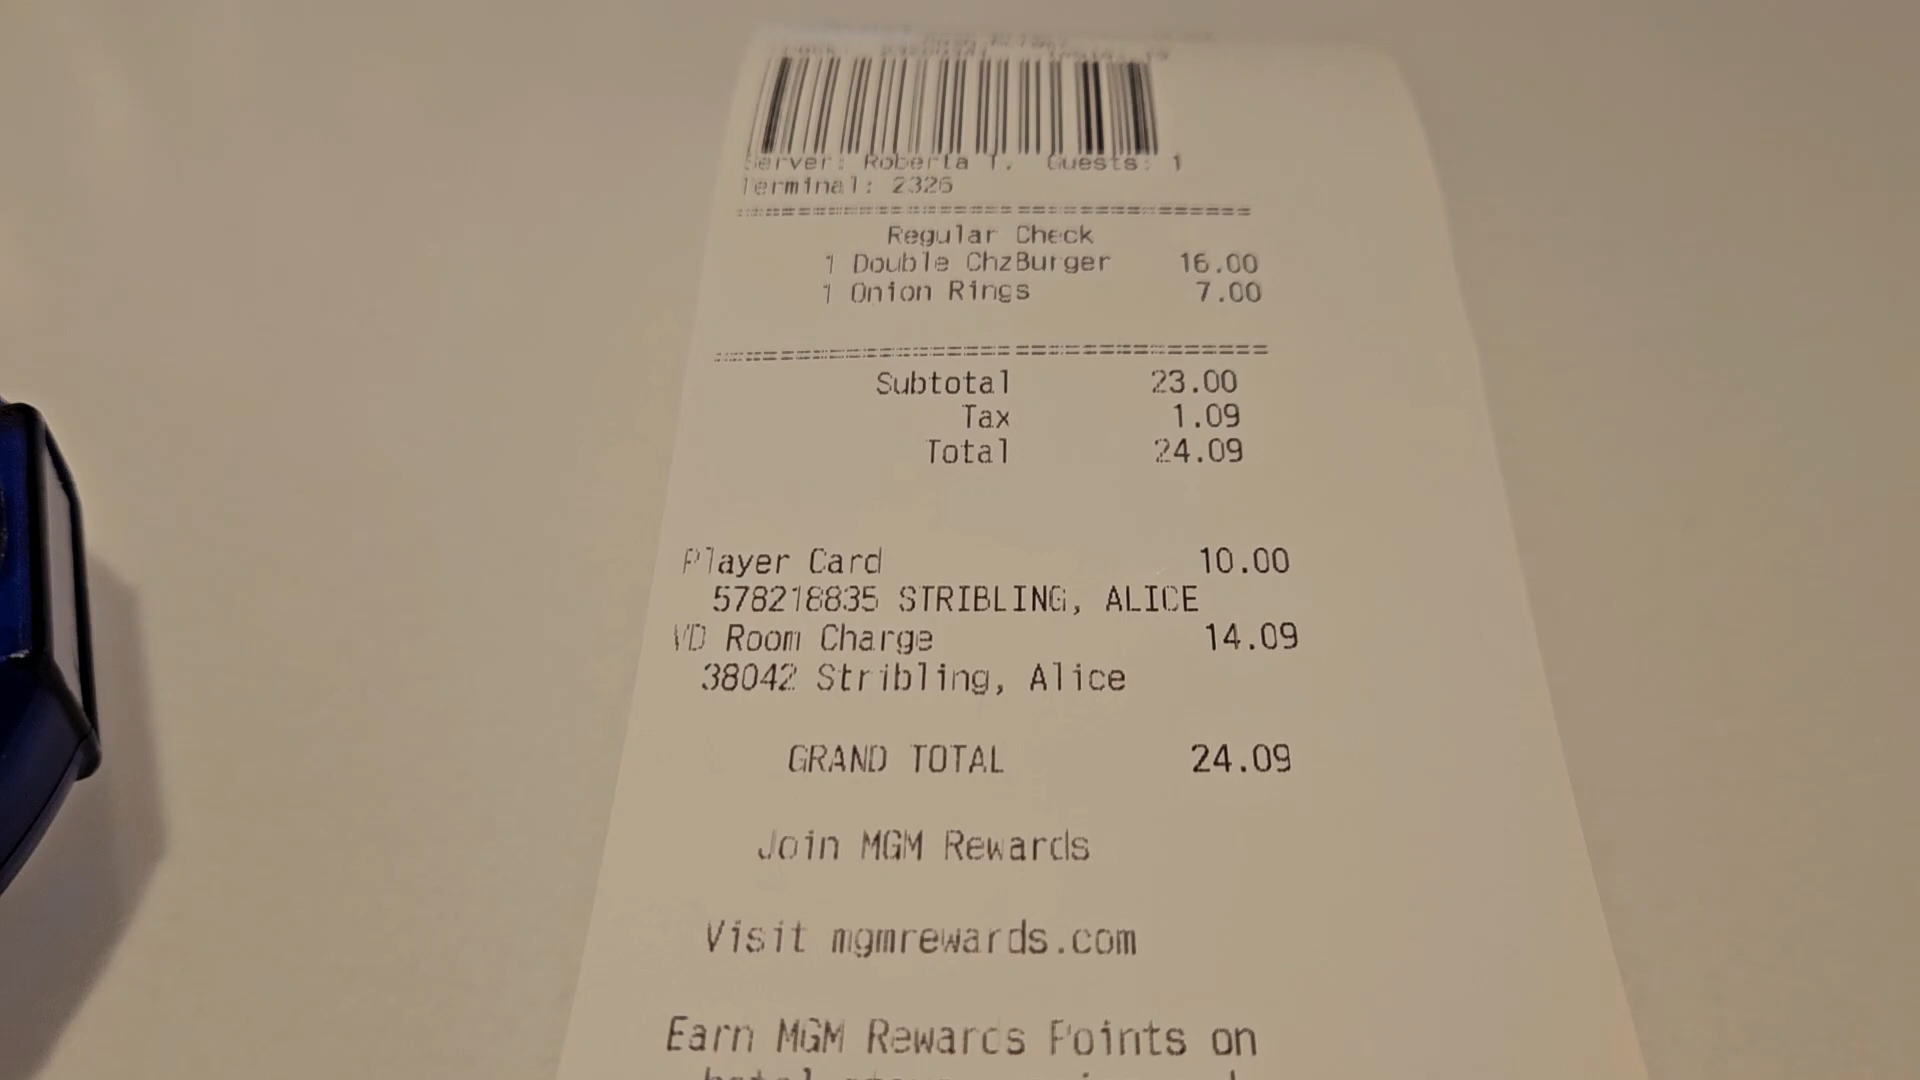 Server: Roberta T. Guests: 1
Terminal: 2326
================================
Regular Check
1 Double ChzBurger 16.00
1 Onion Rings 7.00
================================
Subtotal 23.00
Tax 1.09
Total 24.09
Player Card 10.00
578218835 STRIBLING, ALICE
VD Room Charge 14.09
38042 Stribling, Alice
GRAND TOTAL 24.09
Join MGM Rewards
Visit mgmrewards.com
Earn MGM Rewards Points on